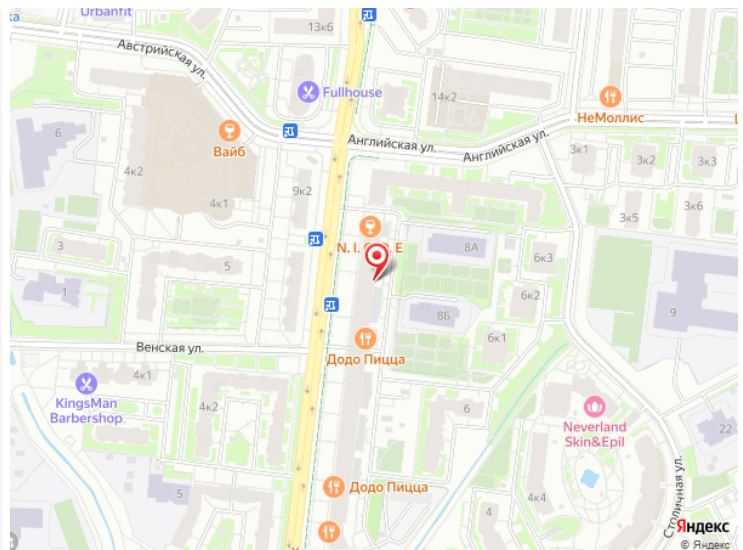 Urbanfit
13к6
ка
Австрийская ул.
Fullhouse
14к2
НеМоллис
6
Вайб
Английская ул.
Английская ул.
3к1
3к2
3к3
4к2
9к2
4к1
3к5
3к6
3
N. I.
E
8А
5
6к3
1
6к2
8Б
9
Венская ул.
Додо Пицца
6к1
4к1
KingsMan
Barbershop
4к2
6
Neverland
Skin&Epil
22
5
Додо Пицца
4
4к4
Столичная ул.
Яндекс
© Яндекс